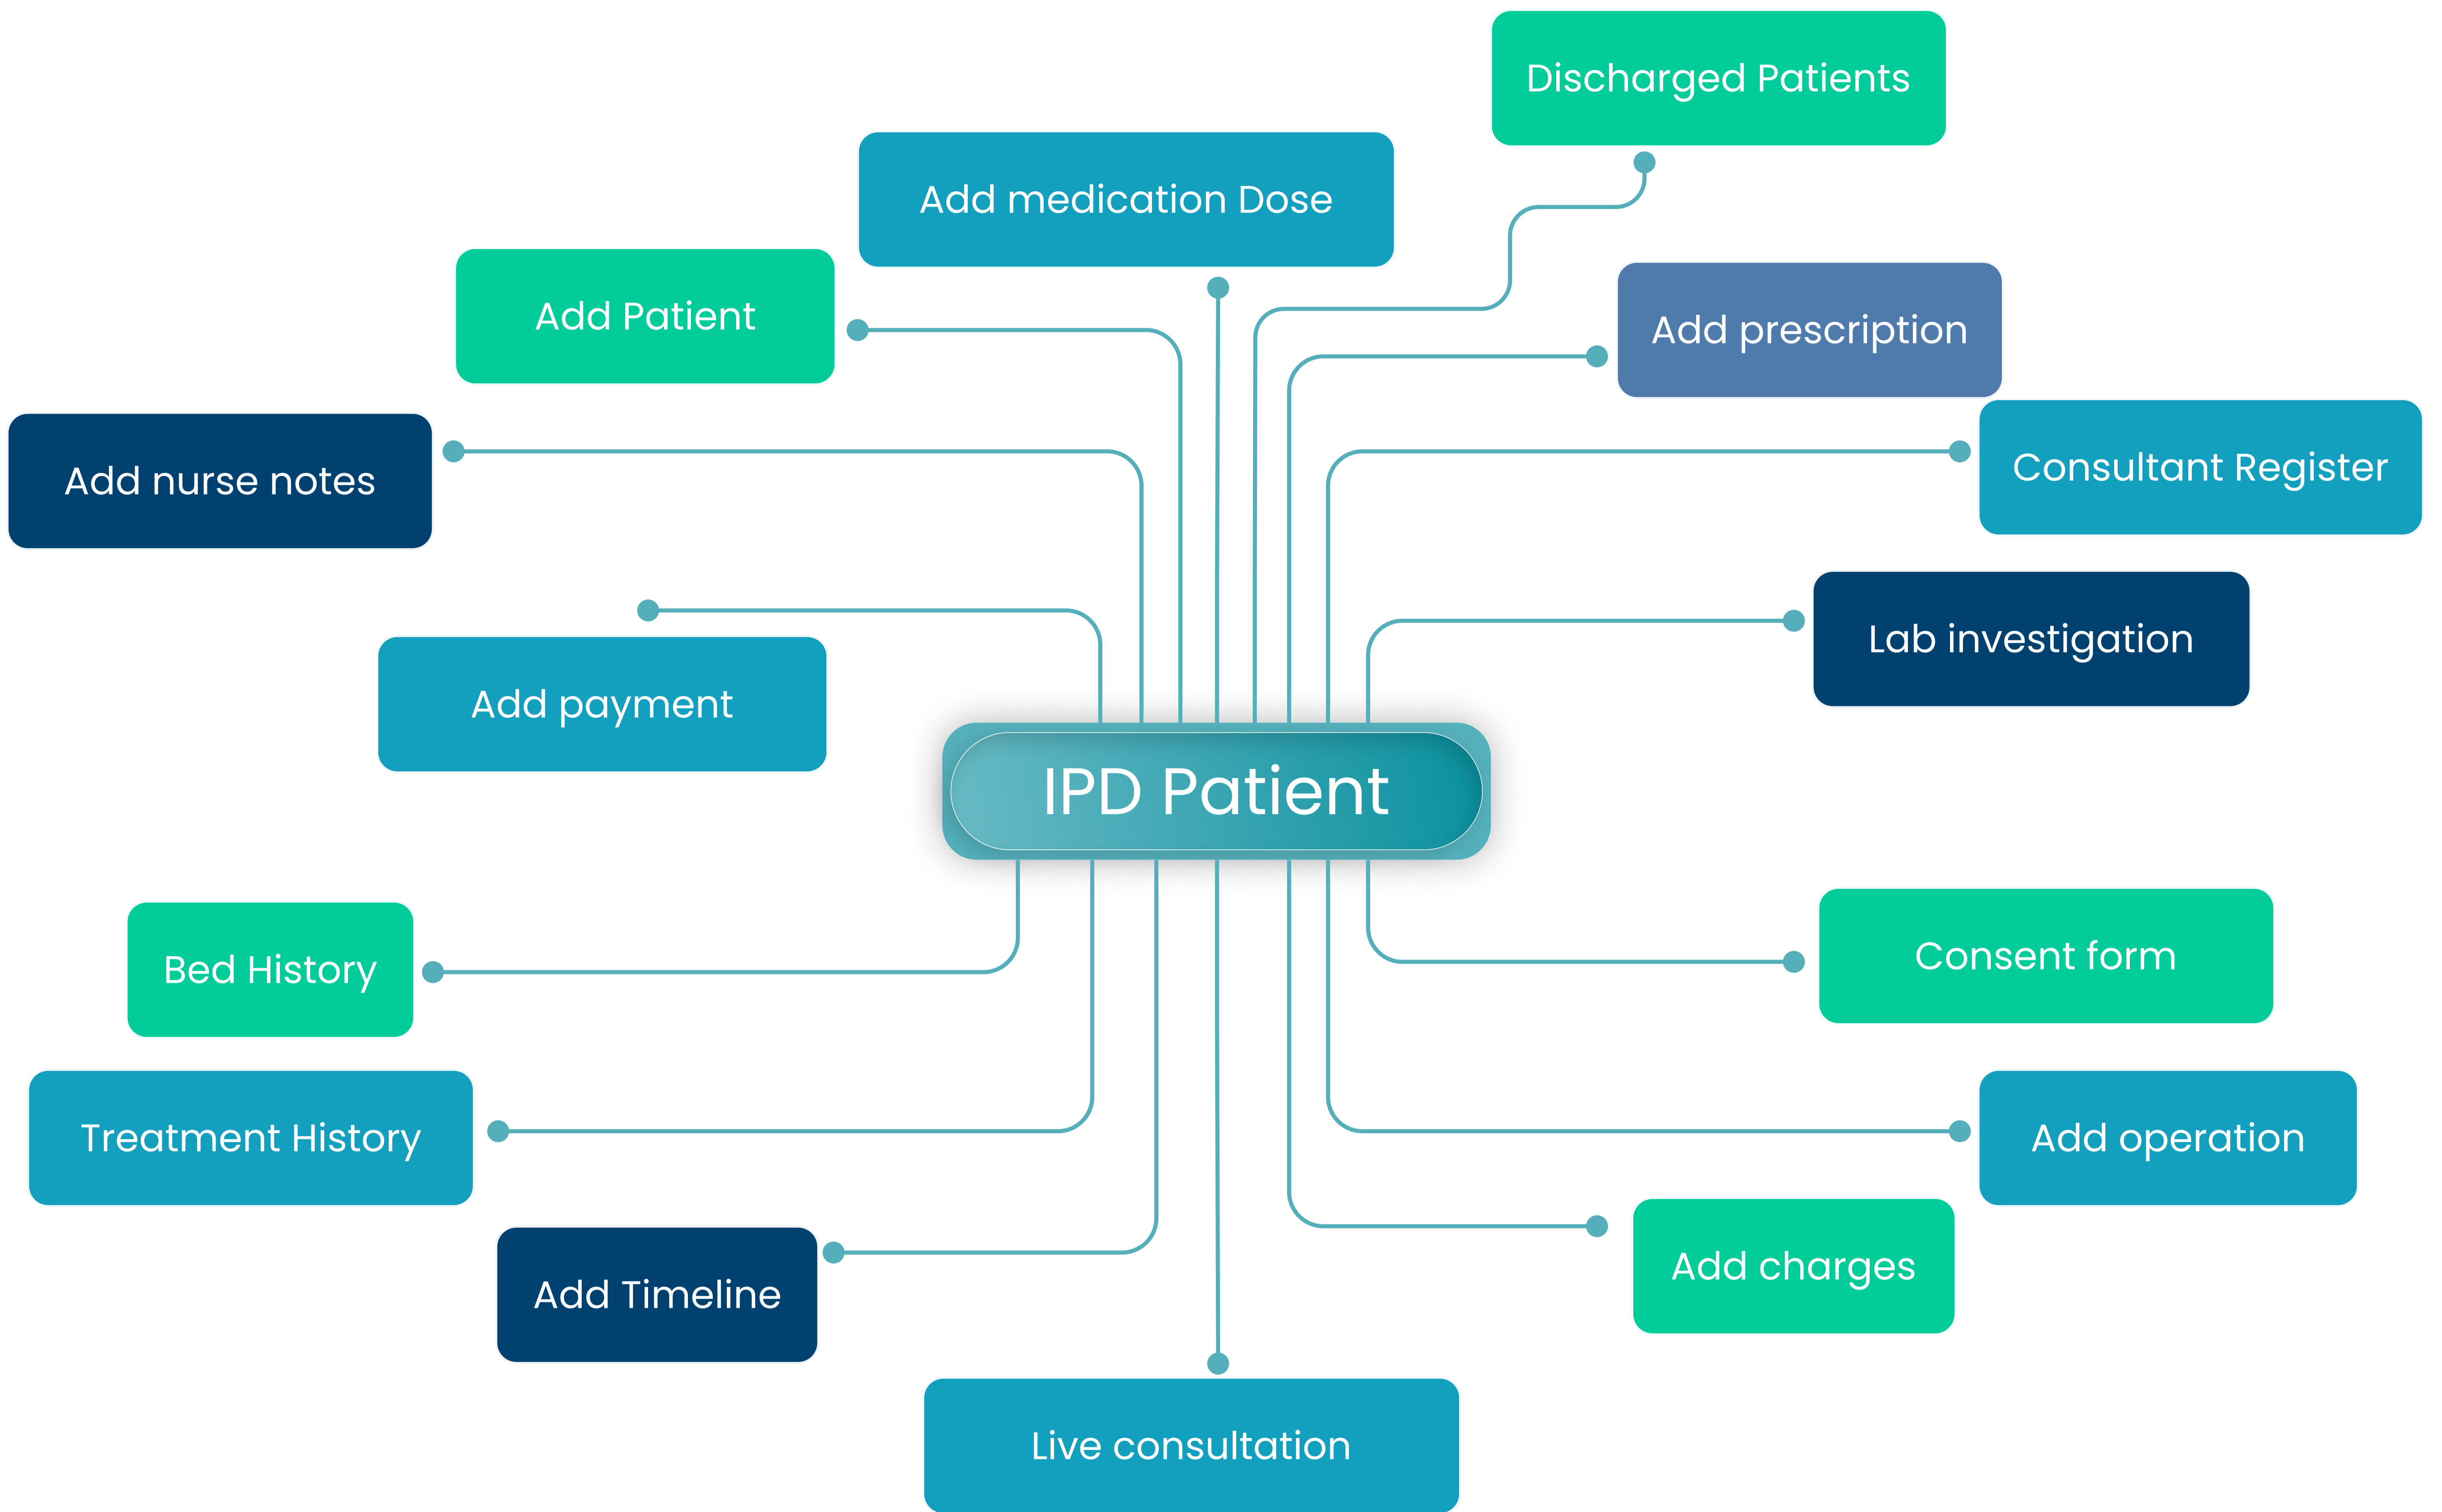 Discharged Patients
Add medication Dose
Add Patient
Add prescription
Add nurse notes
Consultant Register
Lab investigation
Add payment
IPD Patient
Bed History
Consent form
Treatment History
Add operation
Add Timeline
Add charges
Live consultation